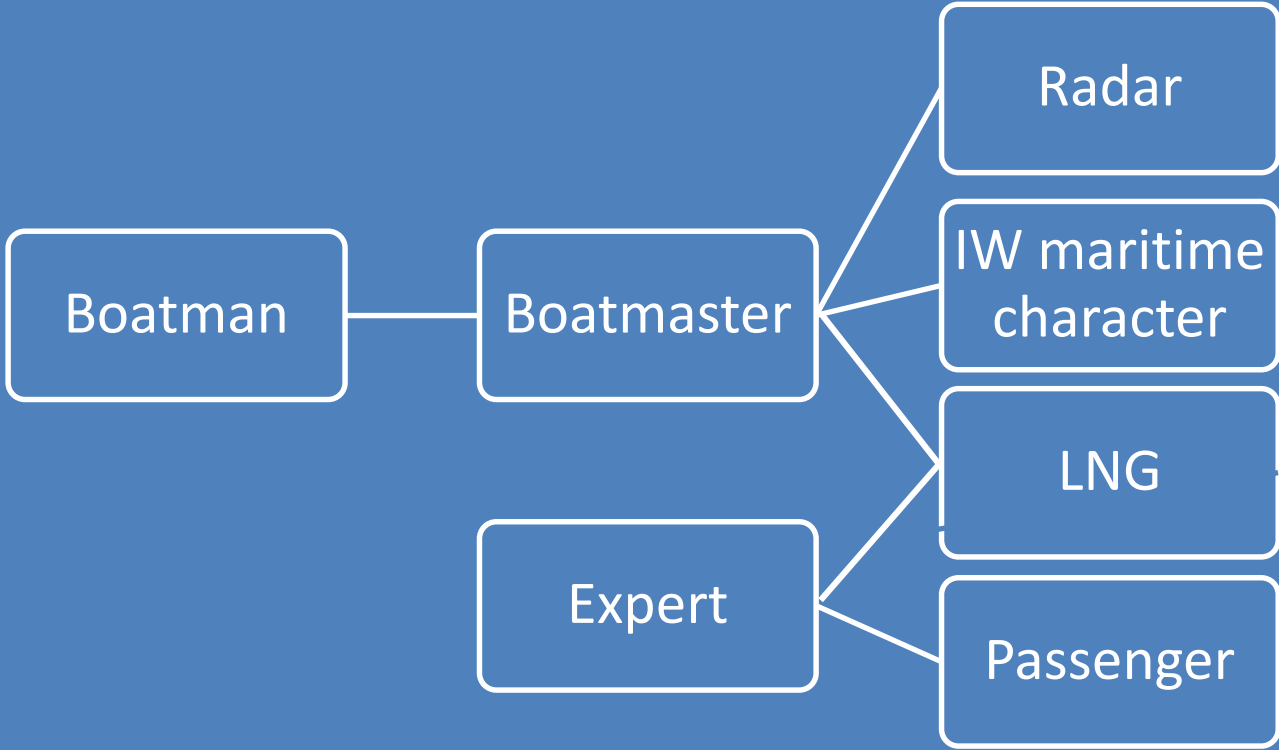 Boatman
Boatmaster
Expert
Radar
IW maritime
character
LNG
Passenger